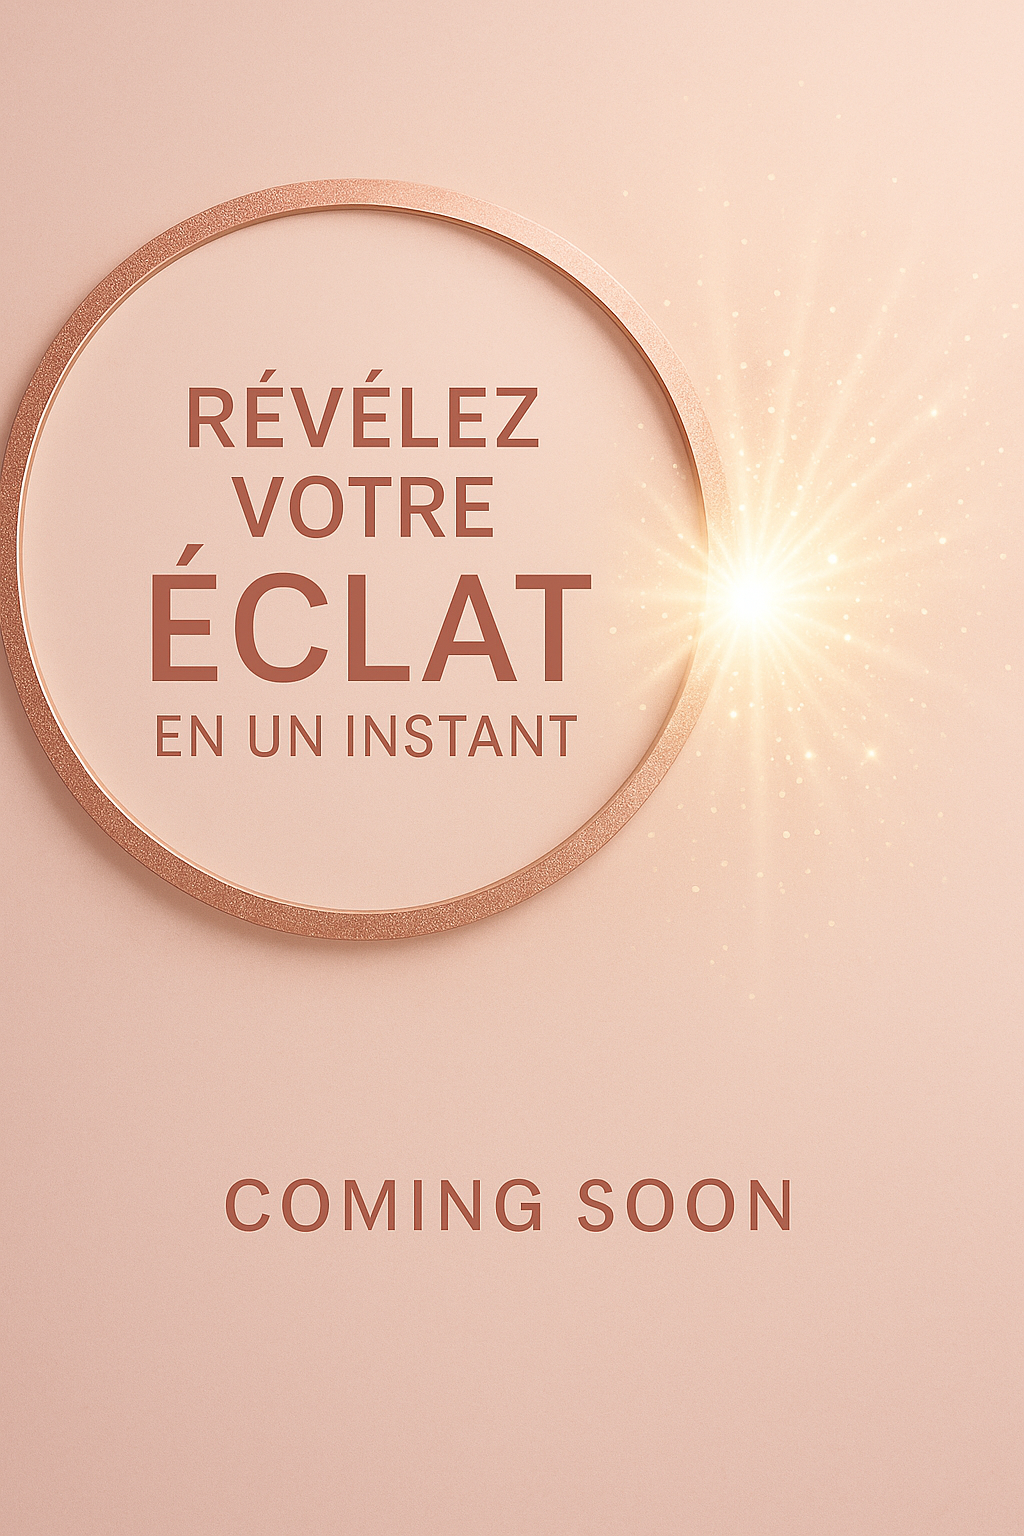 RÉVÉLEZ
VOTRE
ÉCLAT
EN UN INSTANT
COMING SOON